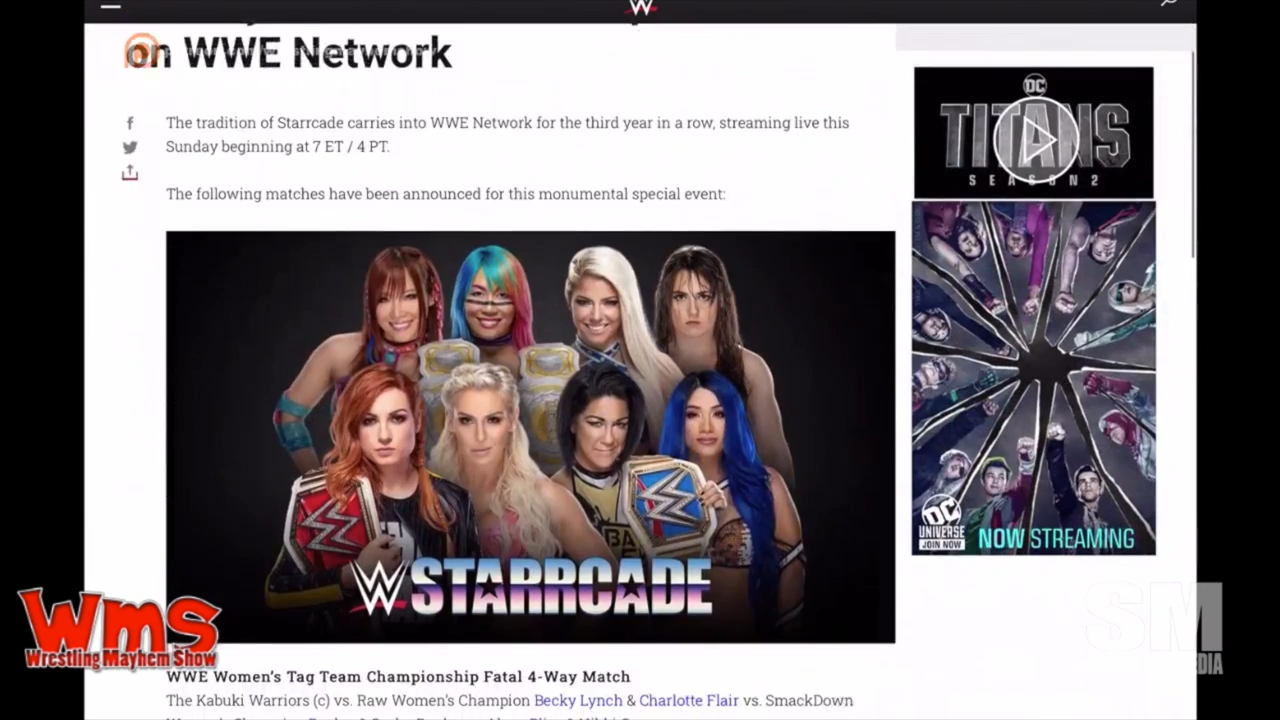 on WWE Network
The tradition of Starrcade carries into WWE Network for the third year in a row, streaming live this
Sunday beginning at 7 ET / 4 PT.
The following matches have been announced for this monumental special event:
DC
TITANS
SEASON 2
DC
UNIVERSE
JOIN NOW
NOW STREAMING
W STARRCADE
WMS
Wrestling Mayhem Show
SM
MEDIA
WWE Women's Tag Team Championship Fatal 4-Way Match
The Kabuki Warriors (c) vs. Raw Women's Champion Becky Lynch & Charlotte Flair vs. SmackDown